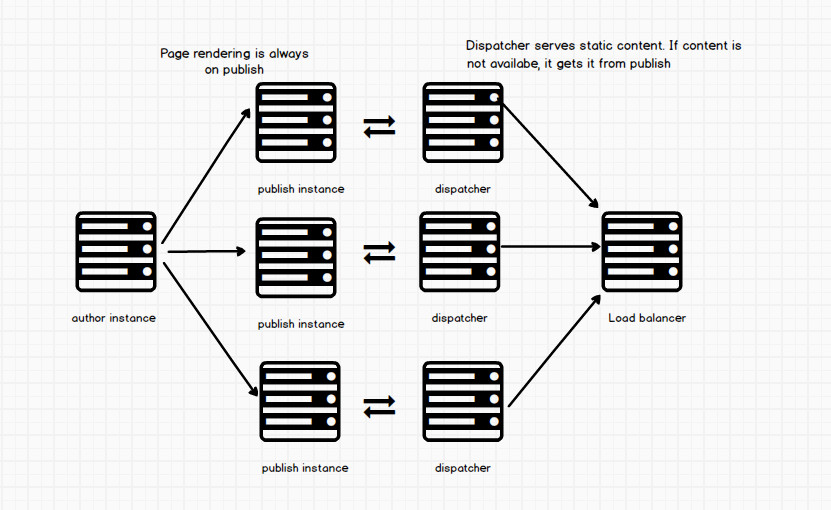 Page rendering is always
on publish
Dispatcher serves static content. If content is
not availabe, it gets it from publish
publish instance
dispatcher
author instance
publish instance
dispatcher
Load balancer
publish instance
dispatcher